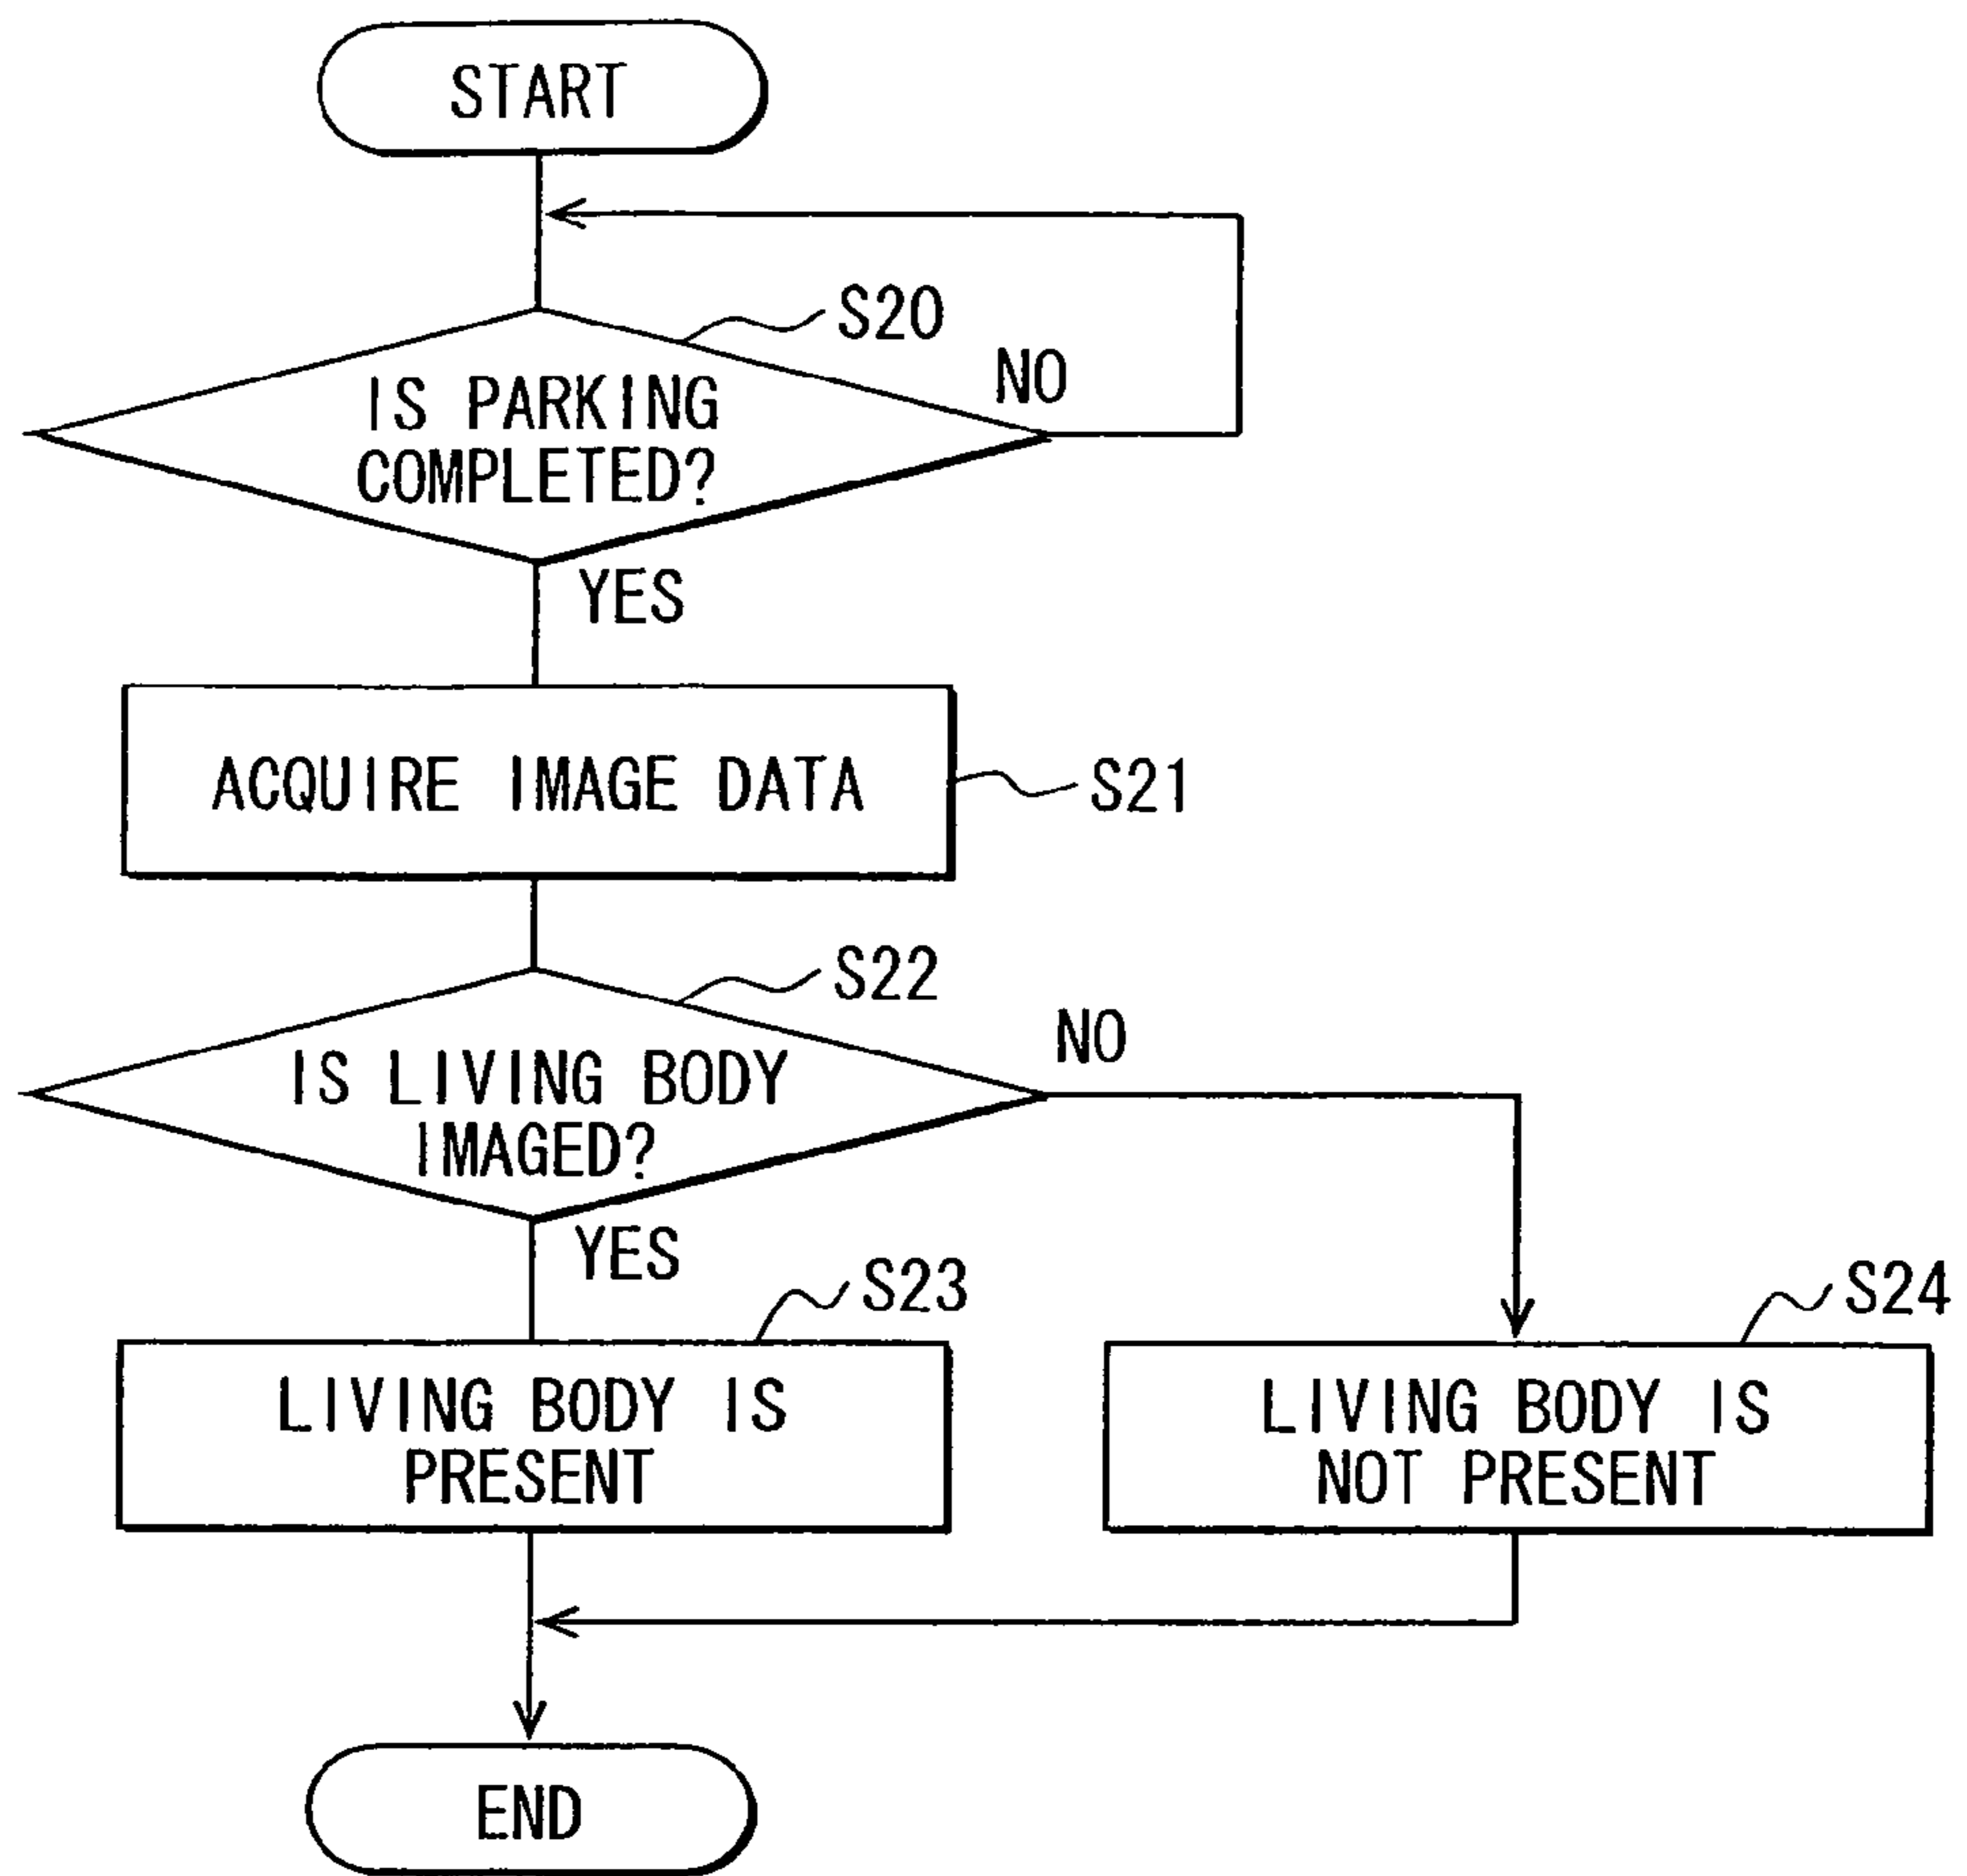 START
S20
IS PARKING
COMPLETED?
NO
YES
ACQUIRE IMAGE DATA
S21
S22
IS LIVING BODY
IMAGED?
NO
YES
S23
LIVING BODY IS
PRESENT
S24
LIVING BODY IS
NOT PRESENT
END